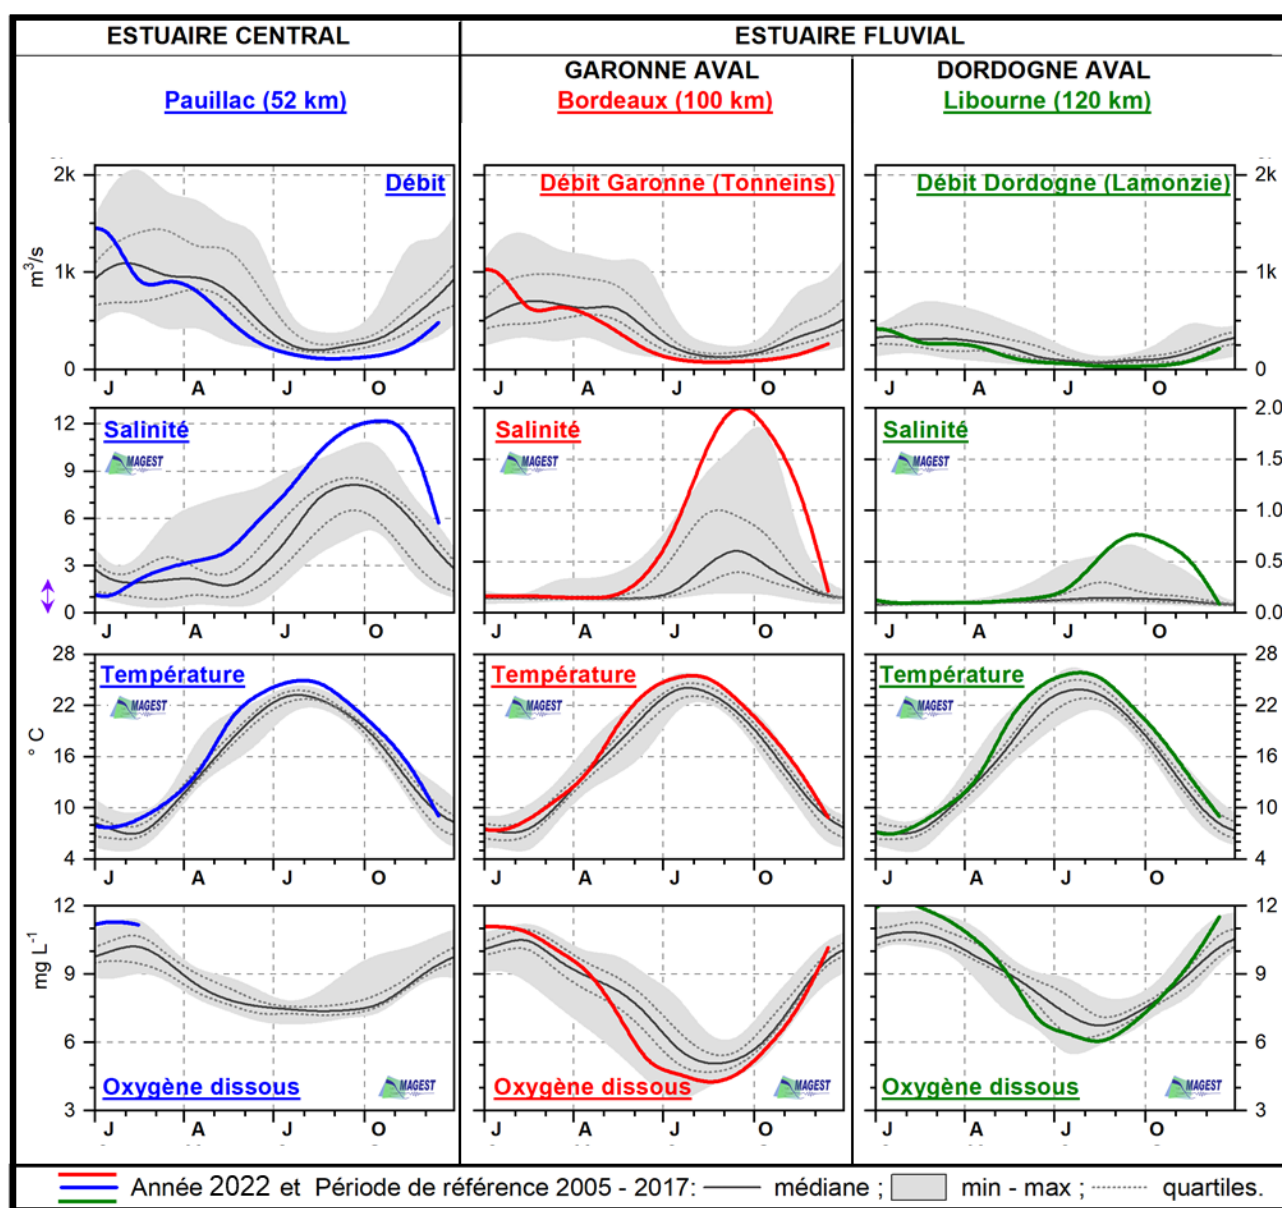 ESTUAIRE CENTRAL
ESTUAIRE FLUVIAL
GARONNE AVAL
DORDOGNE AVAL
Pauillac (52 km)
Bordeaux (100 km)
Libourne (120 km)
2k
1k
0
m³/s
Débit
J A J O
Débit Garonne (Tonneins)
J A J O
Débit Dordogne (Lamonzie)
J A J O
2k
1k
0
12
9
6
3
0
Salinité
MAGEST
J A J O
Salinité
MAGEST
J A J O
Salinité
MAGEST
J A J O
2.0
1.5
1.0
0.5
0.0
28
22
16
10
4
° C
Température
MAGEST
J A J O
Température
MAGEST
J A J O
Température
MAGEST
J A J O
28
22
16
10
4
12
9
6
3
mg L⁻¹
Oxygène dissous
MAGEST
J A J O
Oxygène dissous
MAGEST
J A J O
Oxygène dissous
MAGEST
J A J O
12
9
6
3
Année 2022 et Période de référence 2005 - 2017: médiane ; min - max ; quartiles.